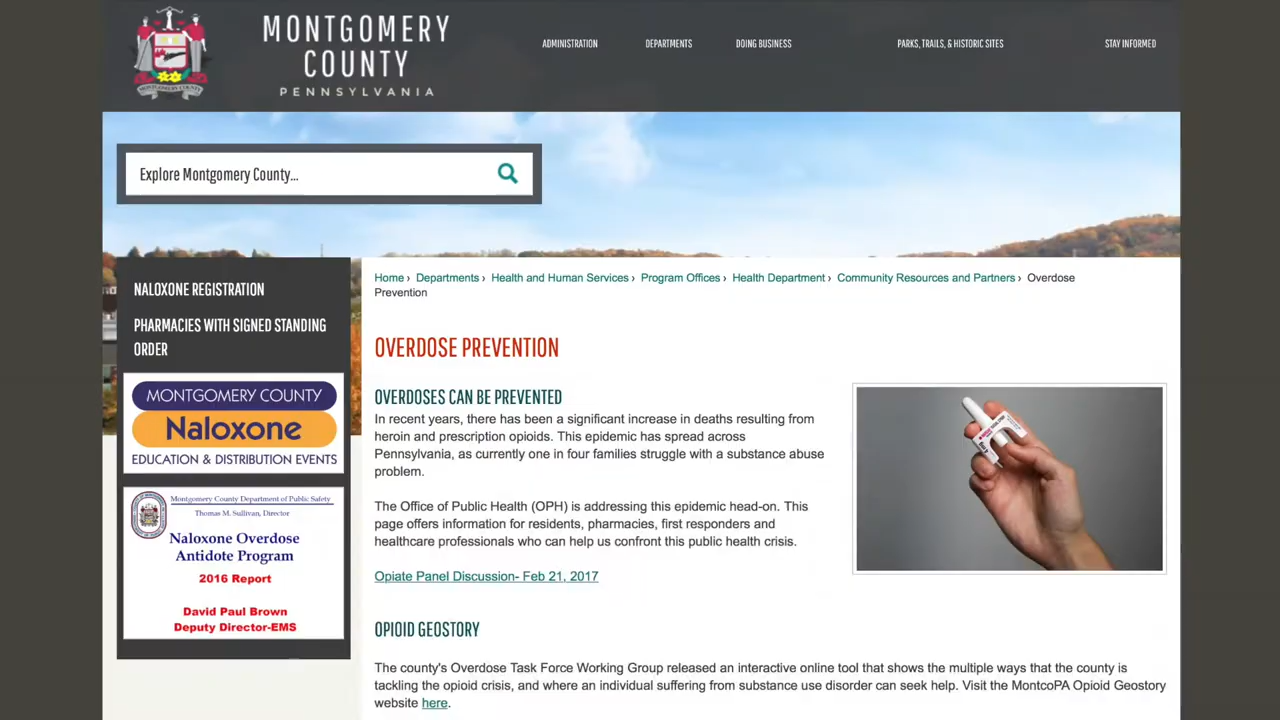 MONTGOMERY
COUNTY
PENNSYLVANIA
ADMINISTRATION
DEPARTMENTS
DOING BUSINESS
PARKS, TRAILS, & HISTORIC SITES
STAY INFORMED
Explore Montgomery County...
NALOXONE REGISTRATION
PHARMACIES WITH SIGNED STANDING
ORDER
MONTGOMERY COUNTY
Naloxone
EDUCATION & DISTRIBUTION EVENTS
Montgomery County Department of Public Safety
Thomas M. Sullivan, Director
Naloxone Overdose
Antidote Program
2016 Report
David Paul Brown
Deputy Director-EMS
Home › Departments › Health and Human Services › Program Offices › Health Department › Community Resources and Partners › Overdose
Prevention
OVERDOSE PREVENTION
OVERDOSES CAN BE PREVENTED
In recent years, there has been a significant increase in deaths resulting from
heroin and prescription opioids. This epidemic has spread across
Pennsylvania, as currently one in four families struggle with a substance abuse
problem.
The Office of Public Health (OPH) is addressing this epidemic head-on. This
page offers information for residents, pharmacies, first responders and
healthcare professionals who can help us confront this public health crisis.
Opiate Panel Discussion- Feb 21, 2017
OPIOID GEOSTORY
The county's Overdose Task Force Working Group released an interactive online tool that shows the multiple ways that the county is
tackling the opioid crisis, and where an individual suffering from substance use disorder can seek help. Visit the MontcoPA Opioid Geostory
website here.